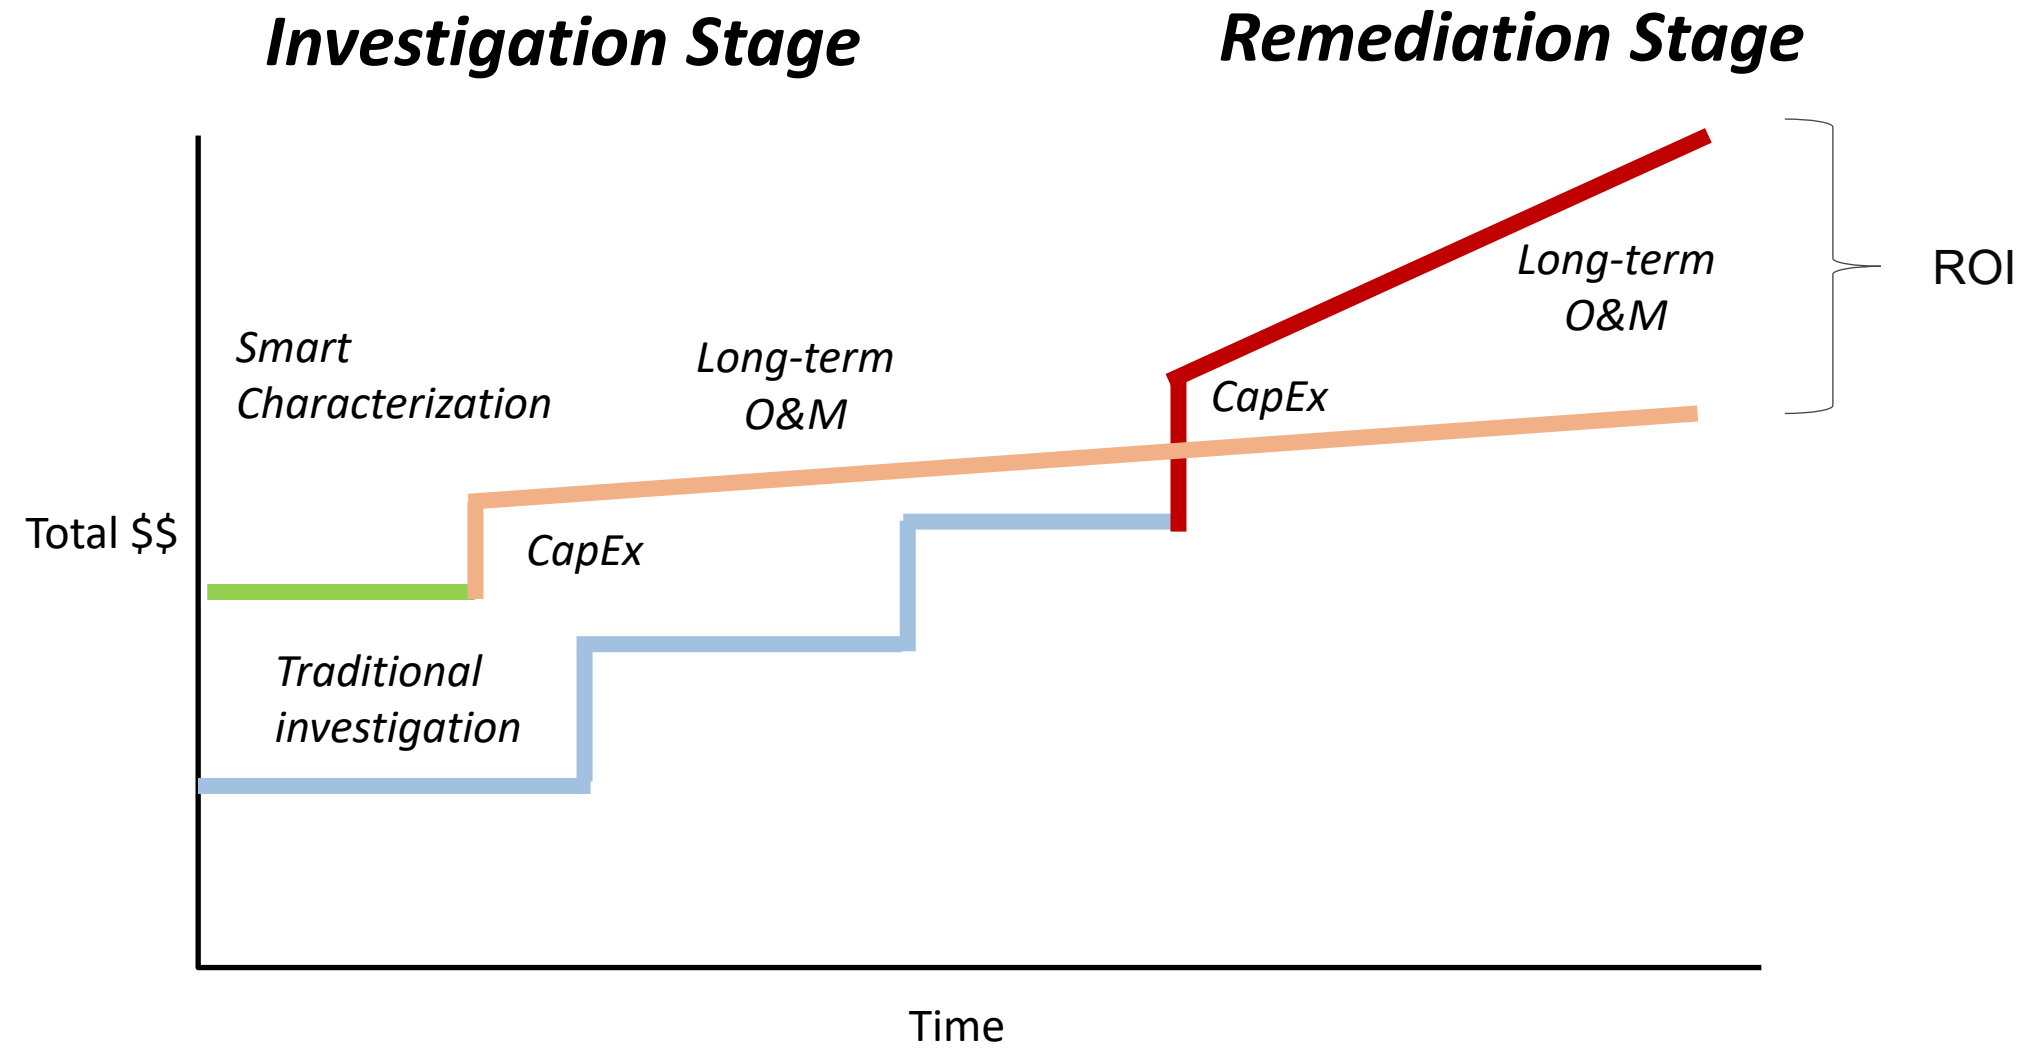 Investigation Stage
Remediation Stage
Long-term
O&M
ROI
Smart
Characterization
Long-term
O&M
CapEx
Total $$
CapEx
Traditional
investigation
Time